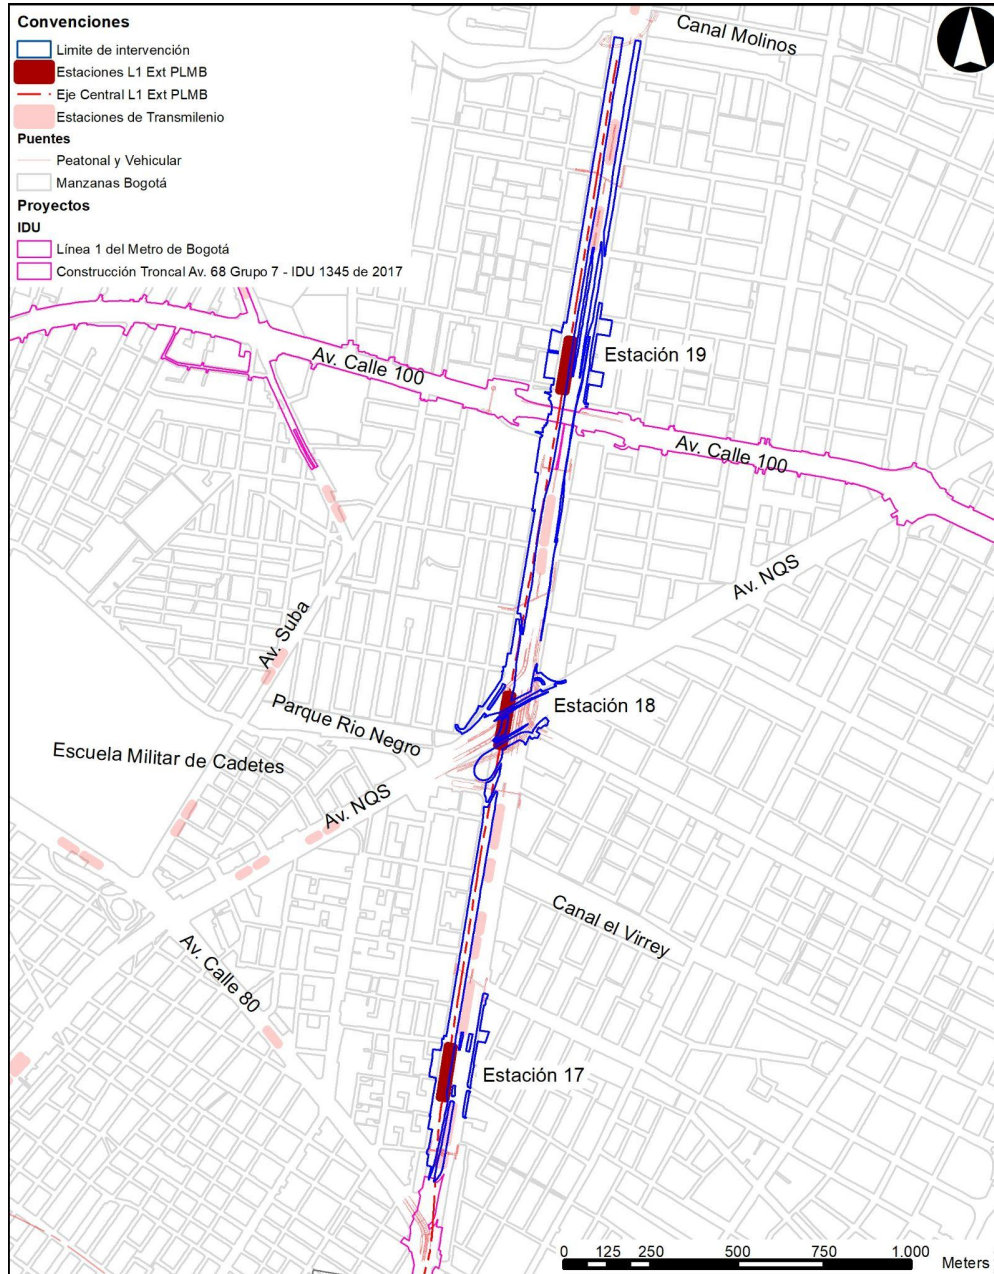 Convenciones
Limite de intervención
Estaciones L1 Ext PLMB
Eje Central L1 Ext PLMB
Estaciones de Transmilenio
Puentes
Peatonal y Vehicular
Manzanas Bogotá
Proyectos
IDU
Línea 1 del Metro de Bogotá
Construcción Troncal Av. 68 Grupo 7 - IDU 1345 de 2017
Canal Molinos
Estación 19
Av. Calle 100
Av. Calle 100
Av. NQS
Av. Suba
Parque Rio Negro
Estación 18
Escuela Militar de Cadetes
Av. NQS
Canal el Virrey
Av. Calle 80
Estación 17
0 125 250 500 750 1.000
Meters